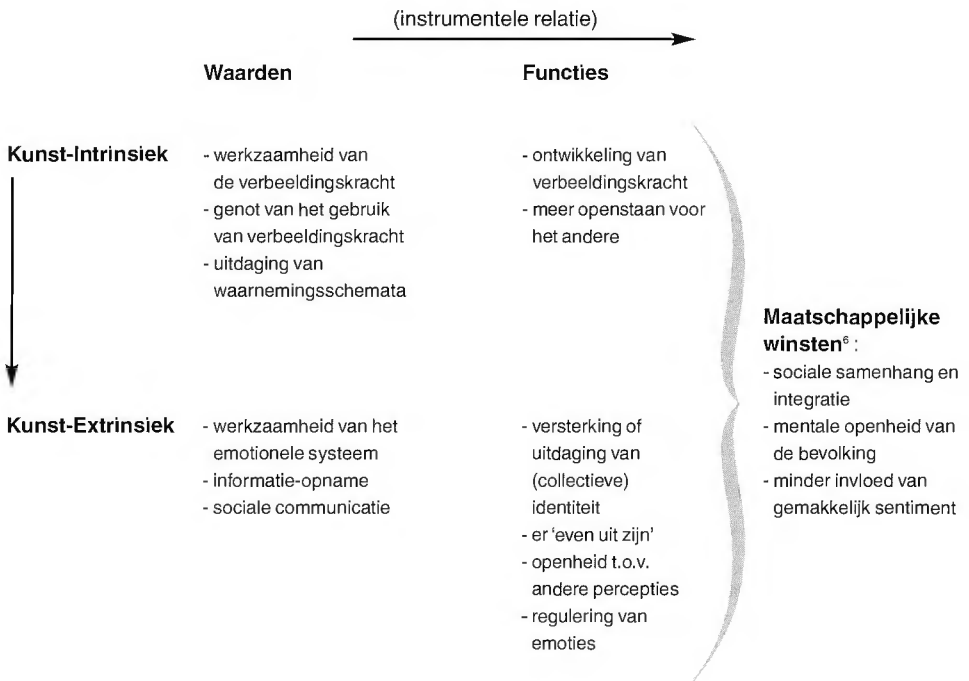 (instrumentele relatie)
Waarden
Functies
Kunst-Intrinsiek
- werkzaamheid van
de verbeeldingskracht
- genot van het gebruik
van verbeeldingskracht
- uitdaging van
waarnemingsschemata
- ontwikkeling van
verbeeldingskracht
- meer openstaan voor
het andere
Kunst-Extrinsiek
- werkzaamheid van het
emotionele systeem
- informatie-opname
- sociale communicatie
- versterking of
uitdaging van
(collectieve)
identiteit
- er ‘even uit zijn’
- openheid t.o.v.
andere percepties
- regulering van
emoties
Maatschappelijke
winsten⁶ :
- sociale samenhang en
integratie
- mentale openheid van
de bevolking
- minder invloed van
gemakkelijk sentiment